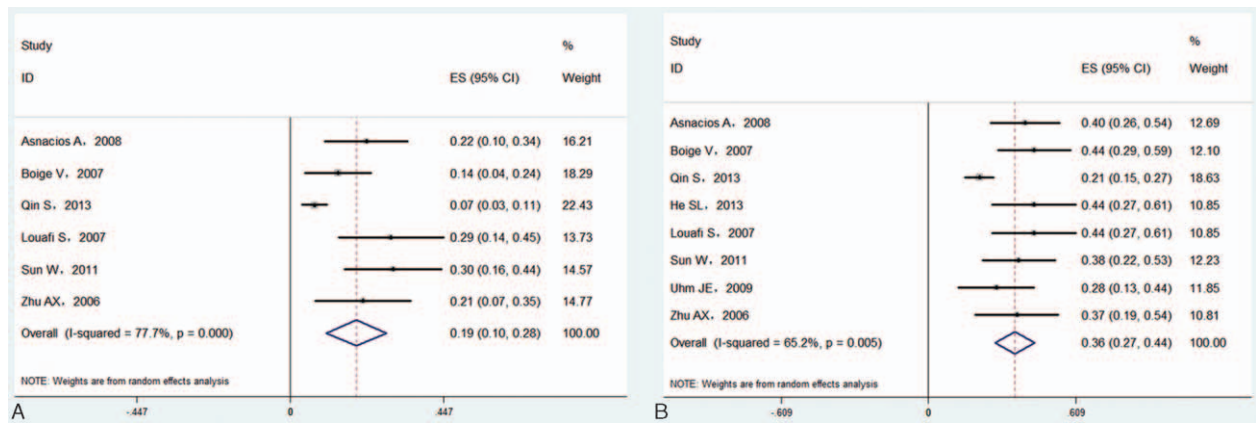 Study %
ID ES (95% CI) Weight
Asnacios A，2008 0.22 (0.10, 0.34) 16.21
Boige V，2007 0.14 (0.04, 0.24) 18.29
Qin S，2013 0.07 (0.03, 0.11) 22.43
Louafi S，2007 0.29 (0.14, 0.45) 13.73
Sun W，2011 0.30 (0.16, 0.44) 14.57
Zhu AX，2006 0.21 (0.07, 0.35) 14.77
Overall (I-squared = 77.7%, p = 0.000) 0.19 (0.10, 0.28) 100.00
NOTE: Weights are from random effects analysis
A
-.447 0 .447
Study %
ID ES (95% CI) Weight
Asnacios A，2008 0.40 (0.26, 0.54) 12.69
Boige V，2007 0.44 (0.29, 0.59) 12.10
Qin S，2013 0.21 (0.15, 0.27) 18.63
He SL，2013 0.44 (0.27, 0.61) 10.85
Louafi S，2007 0.44 (0.27, 0.61) 10.85
Sun W，2011 0.38 (0.22, 0.53) 12.23
Uhm JE，2009 0.28 (0.13, 0.44) 11.85
Zhu AX，2006 0.37 (0.19, 0.54) 10.81
Overall (I-squared = 65.2%, p = 0.005) 0.36 (0.27, 0.44) 100.00
NOTE: Weights are from random effects analysis
B
-.609 0 .609